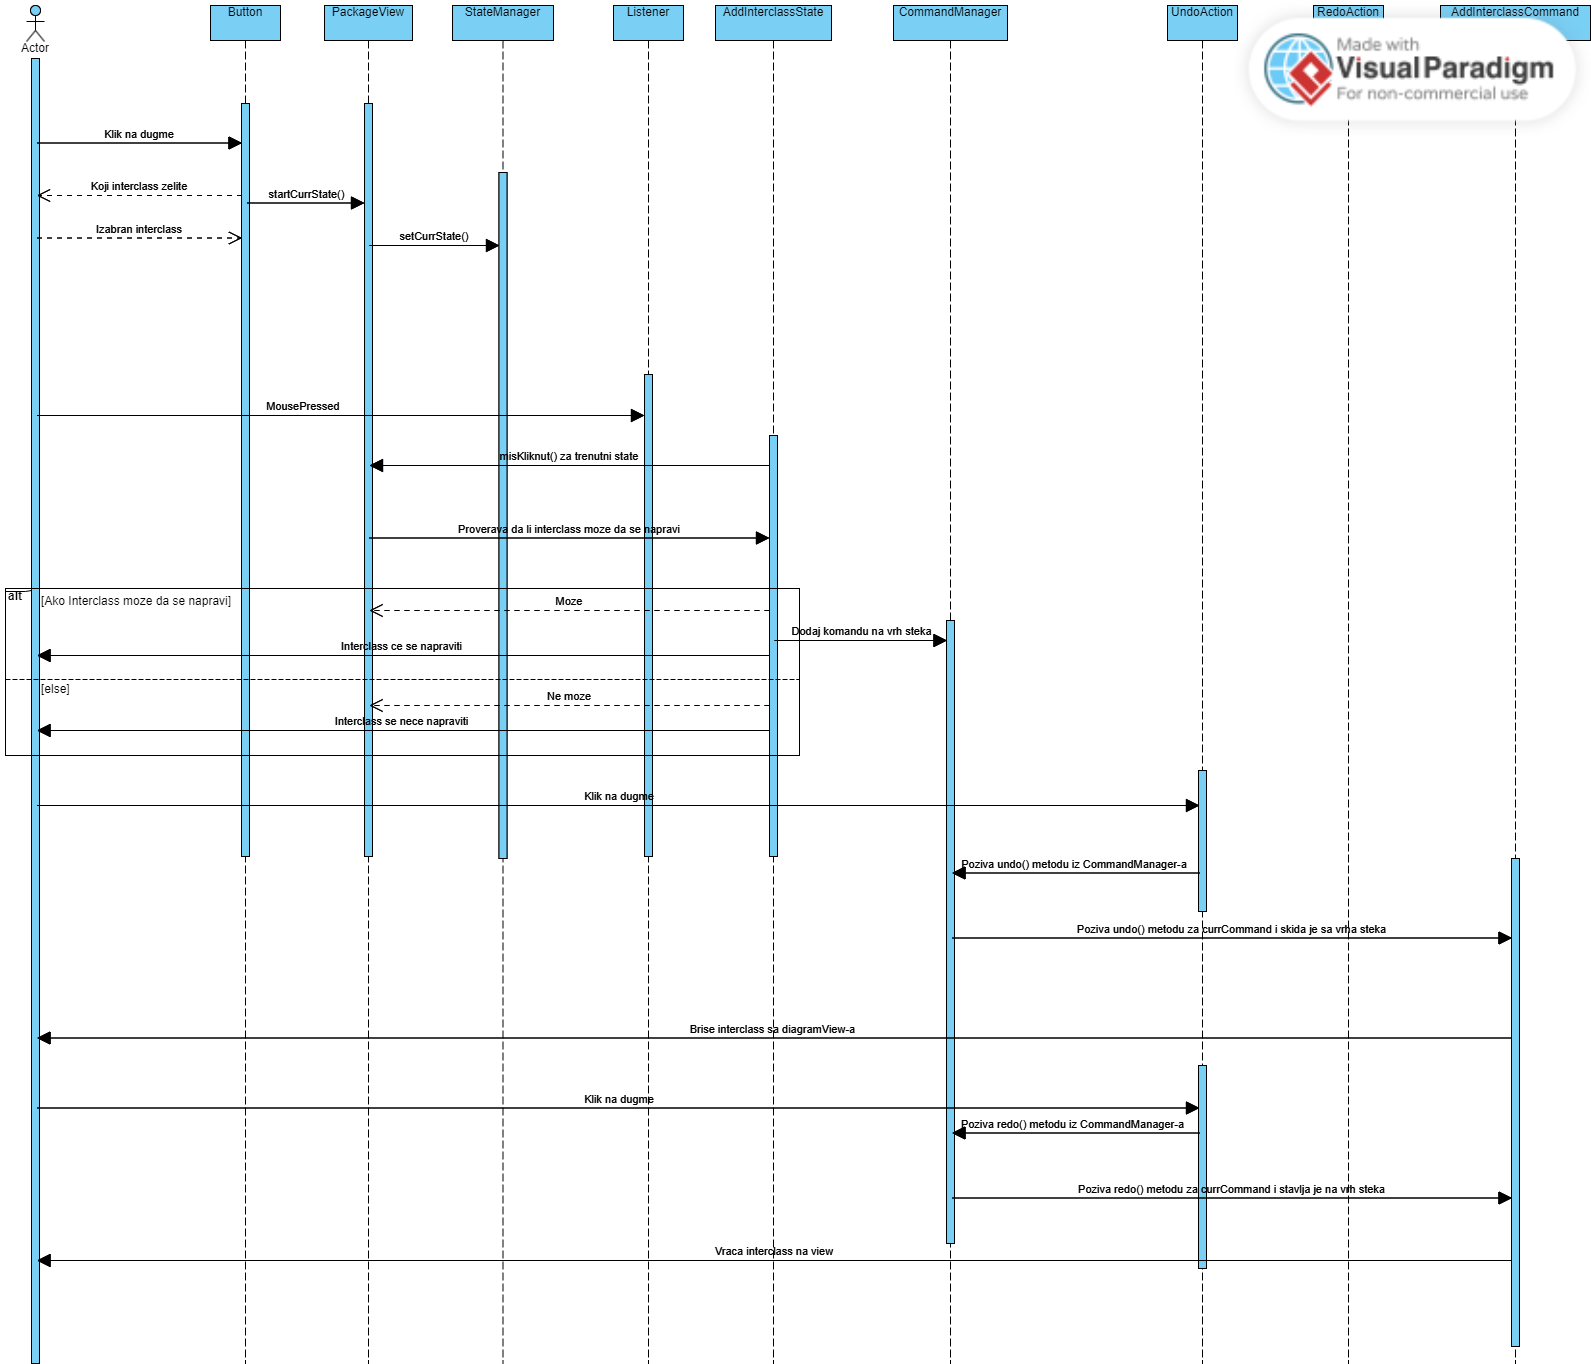 Button
PackageView
StateManager
Listener
AddInterclassState
CommandManager
UndoAction
RedoAction
AddInterclassCommand
Actor
Made with
Visual Paradigm
For non-commercial use
Klik na dugme
Koji interclass zelite
startCurrState()
Izabran interclass
setCurrState()
MousePressed
misKliknut() za trenutni state
Proverava da li interclass moze da se napravi
alt
[Ako Interclass moze da se napravi]
Moze
Dodaj komandu na vrh steka
Interclass ce se napraviti
[else]
Ne moze
Interclass se nece napraviti
Klik na dugme
Poziva undo() metodu iz CommandManager-a
Poziva undo() metodu za currCommand i skida je sa vrha steka
Brise interclass sa diagramView-a
Klik na dugme
Poziva redo() metodu iz CommandManager-a
Poziva redo() metodu za currCommand i stavlja je na vrh steka
Vraca interclass na view